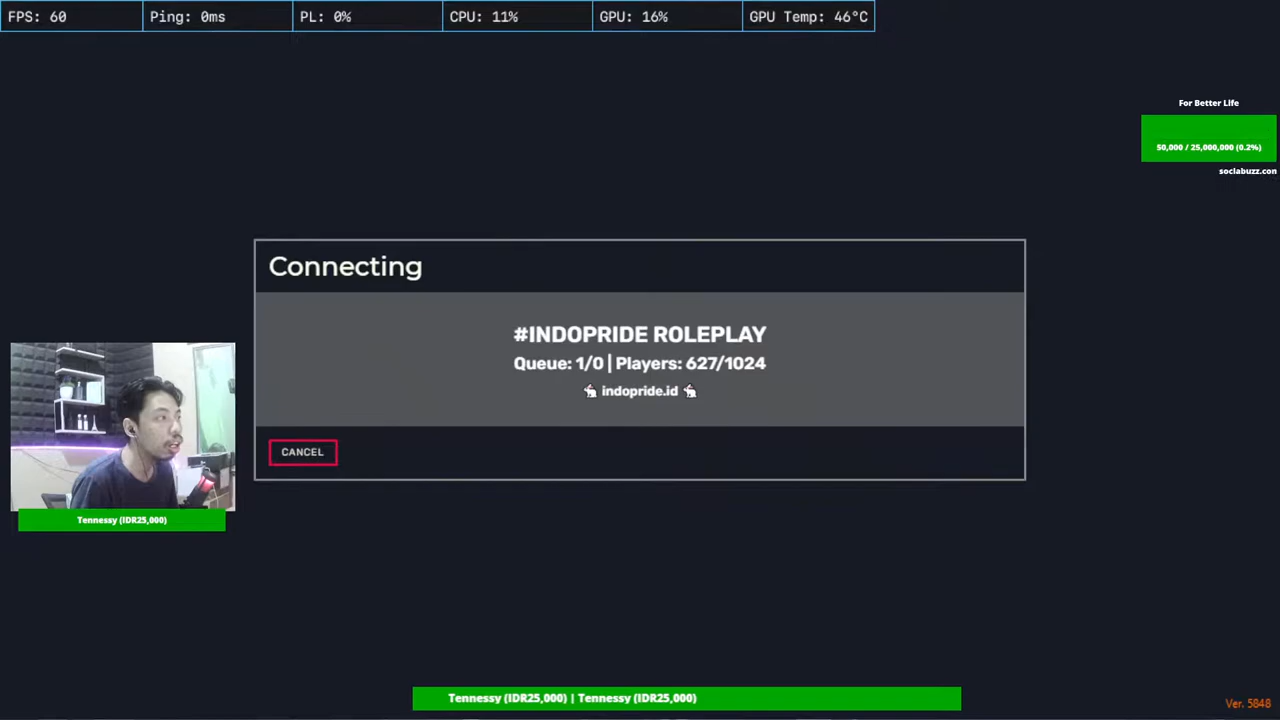 FPS: 60 Ping: 0ms PL: 0% CPU: 11% GPU: 16% GPU Temp: 46°C
For Better Life
50,000 / 25,000,000 (0.2%)
sociabuzz.con
Connecting
#INDOPRIDE ROLEPLAY
Queue: 1/0 | Players: 627/1024
🐇 indopride.id 🐇
CANCEL
Tennessy (IDR25,000)
Tennessy (IDR25,000) | Tennessy (IDR25,000)
Ver. 5848